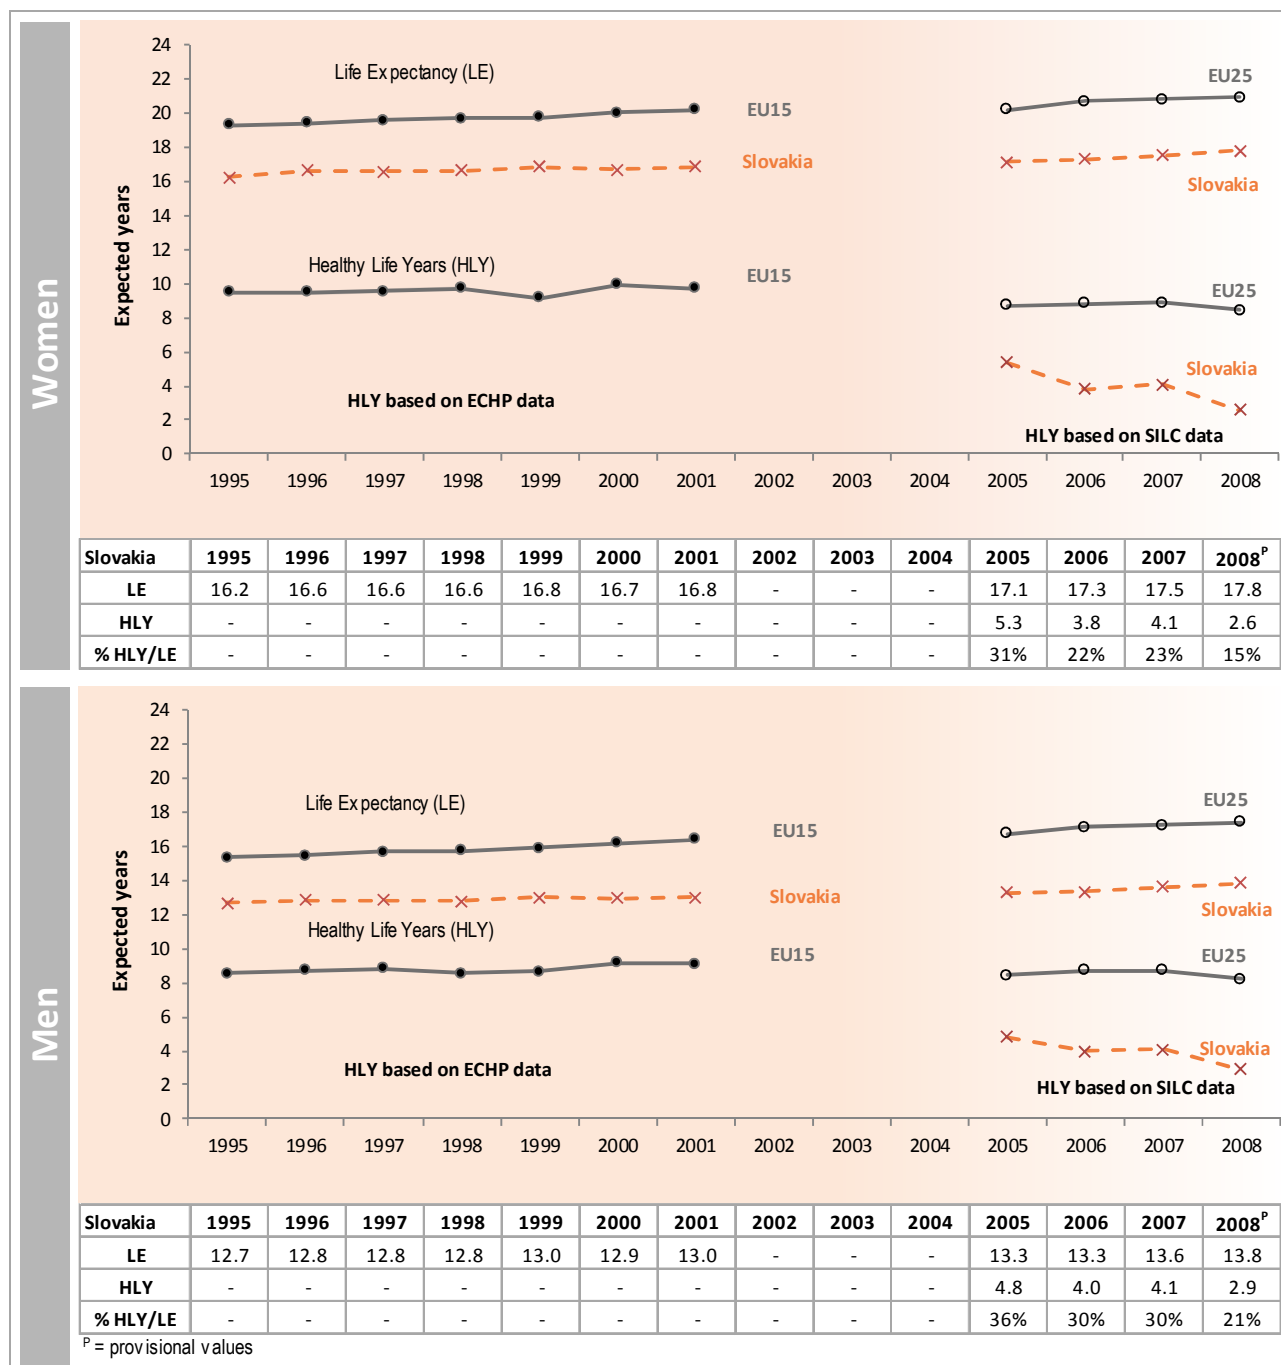 Women
Expected years
24
22
20
18
16
14
12
10
8
6
4
2
0
Life Expectancy (LE)
EU15
EU25
Slovakia
Slovakia
Healthy Life Years (HLY)
EU15
EU25
Slovakia
HLY based on ECHP data
HLY based on SILC data
1995 1996 1997 1998 1999 2000 2001 2002 2003 2004 2005 2006 2007 2008
Slovakia 1995 1996 1997 1998 1999 2000 2001 2002 2003 2004 2005 2006 2007 2008P
LE 16.2 16.6 16.6 16.6 16.8 16.7 16.8 - - - 17.1 17.3 17.5 17.8
HLY - - - - - - - - - - 5.3 3.8 4.1 2.6
% HLY/LE - - - - - - - - - - 31% 22% 23% 15%
Men
Expected years
24
22
20
18
16
14
12
10
8
6
4
2
0
Life Expectancy (LE)
EU15
EU25
Slovakia
Slovakia
Healthy Life Years (HLY)
EU15
EU25
Slovakia
HLY based on ECHP data
HLY based on SILC data
1995 1996 1997 1998 1999 2000 2001 2002 2003 2004 2005 2006 2007 2008
Slovakia 1995 1996 1997 1998 1999 2000 2001 2002 2003 2004 2005 2006 2007 2008P
LE 12.7 12.8 12.8 12.8 13.0 12.9 13.0 - - - 13.3 13.3 13.6 13.8
HLY - - - - - - - - - - 4.8 4.0 4.1 2.9
% HLY/LE - - - - - - - - - - 36% 30% 30% 21%
P = provisional values